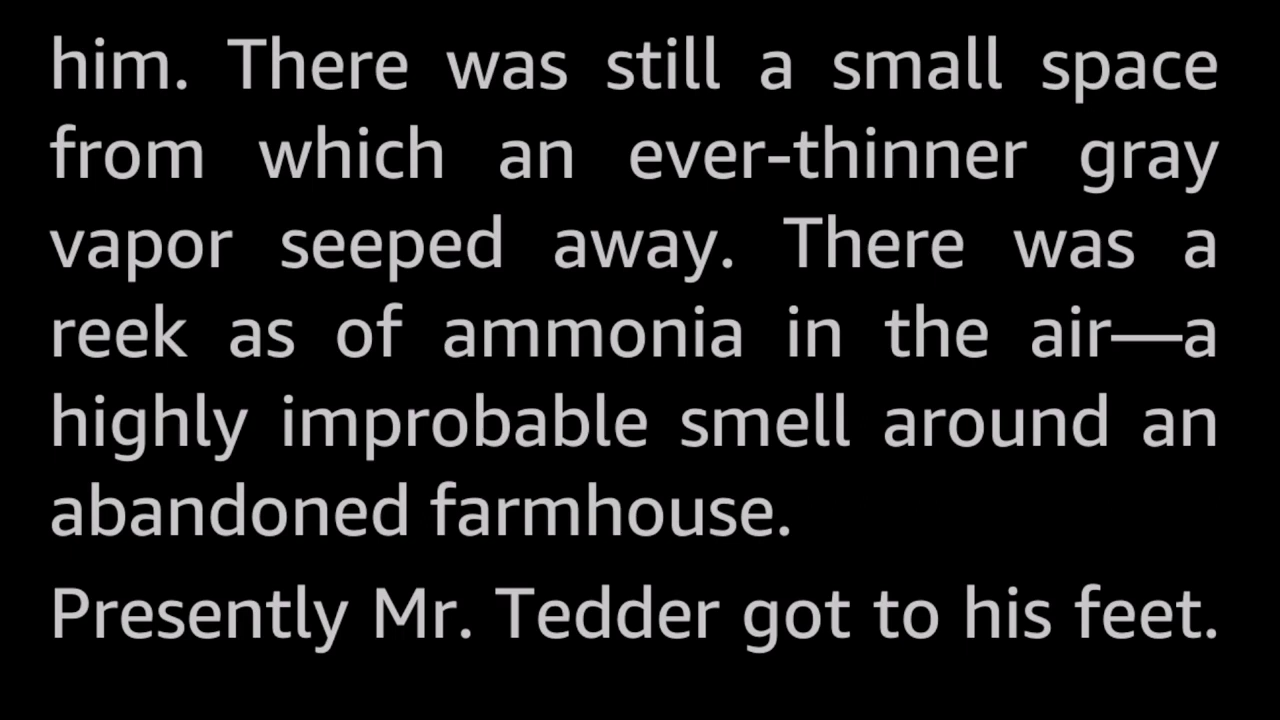 him. There was still a small space
from which an ever-thinner gray
vapor seeped away. There was a
reek as of ammonia in the air—a
highly improbable smell around an
abandoned farmhouse.
Presently Mr. Tedder got to his feet.